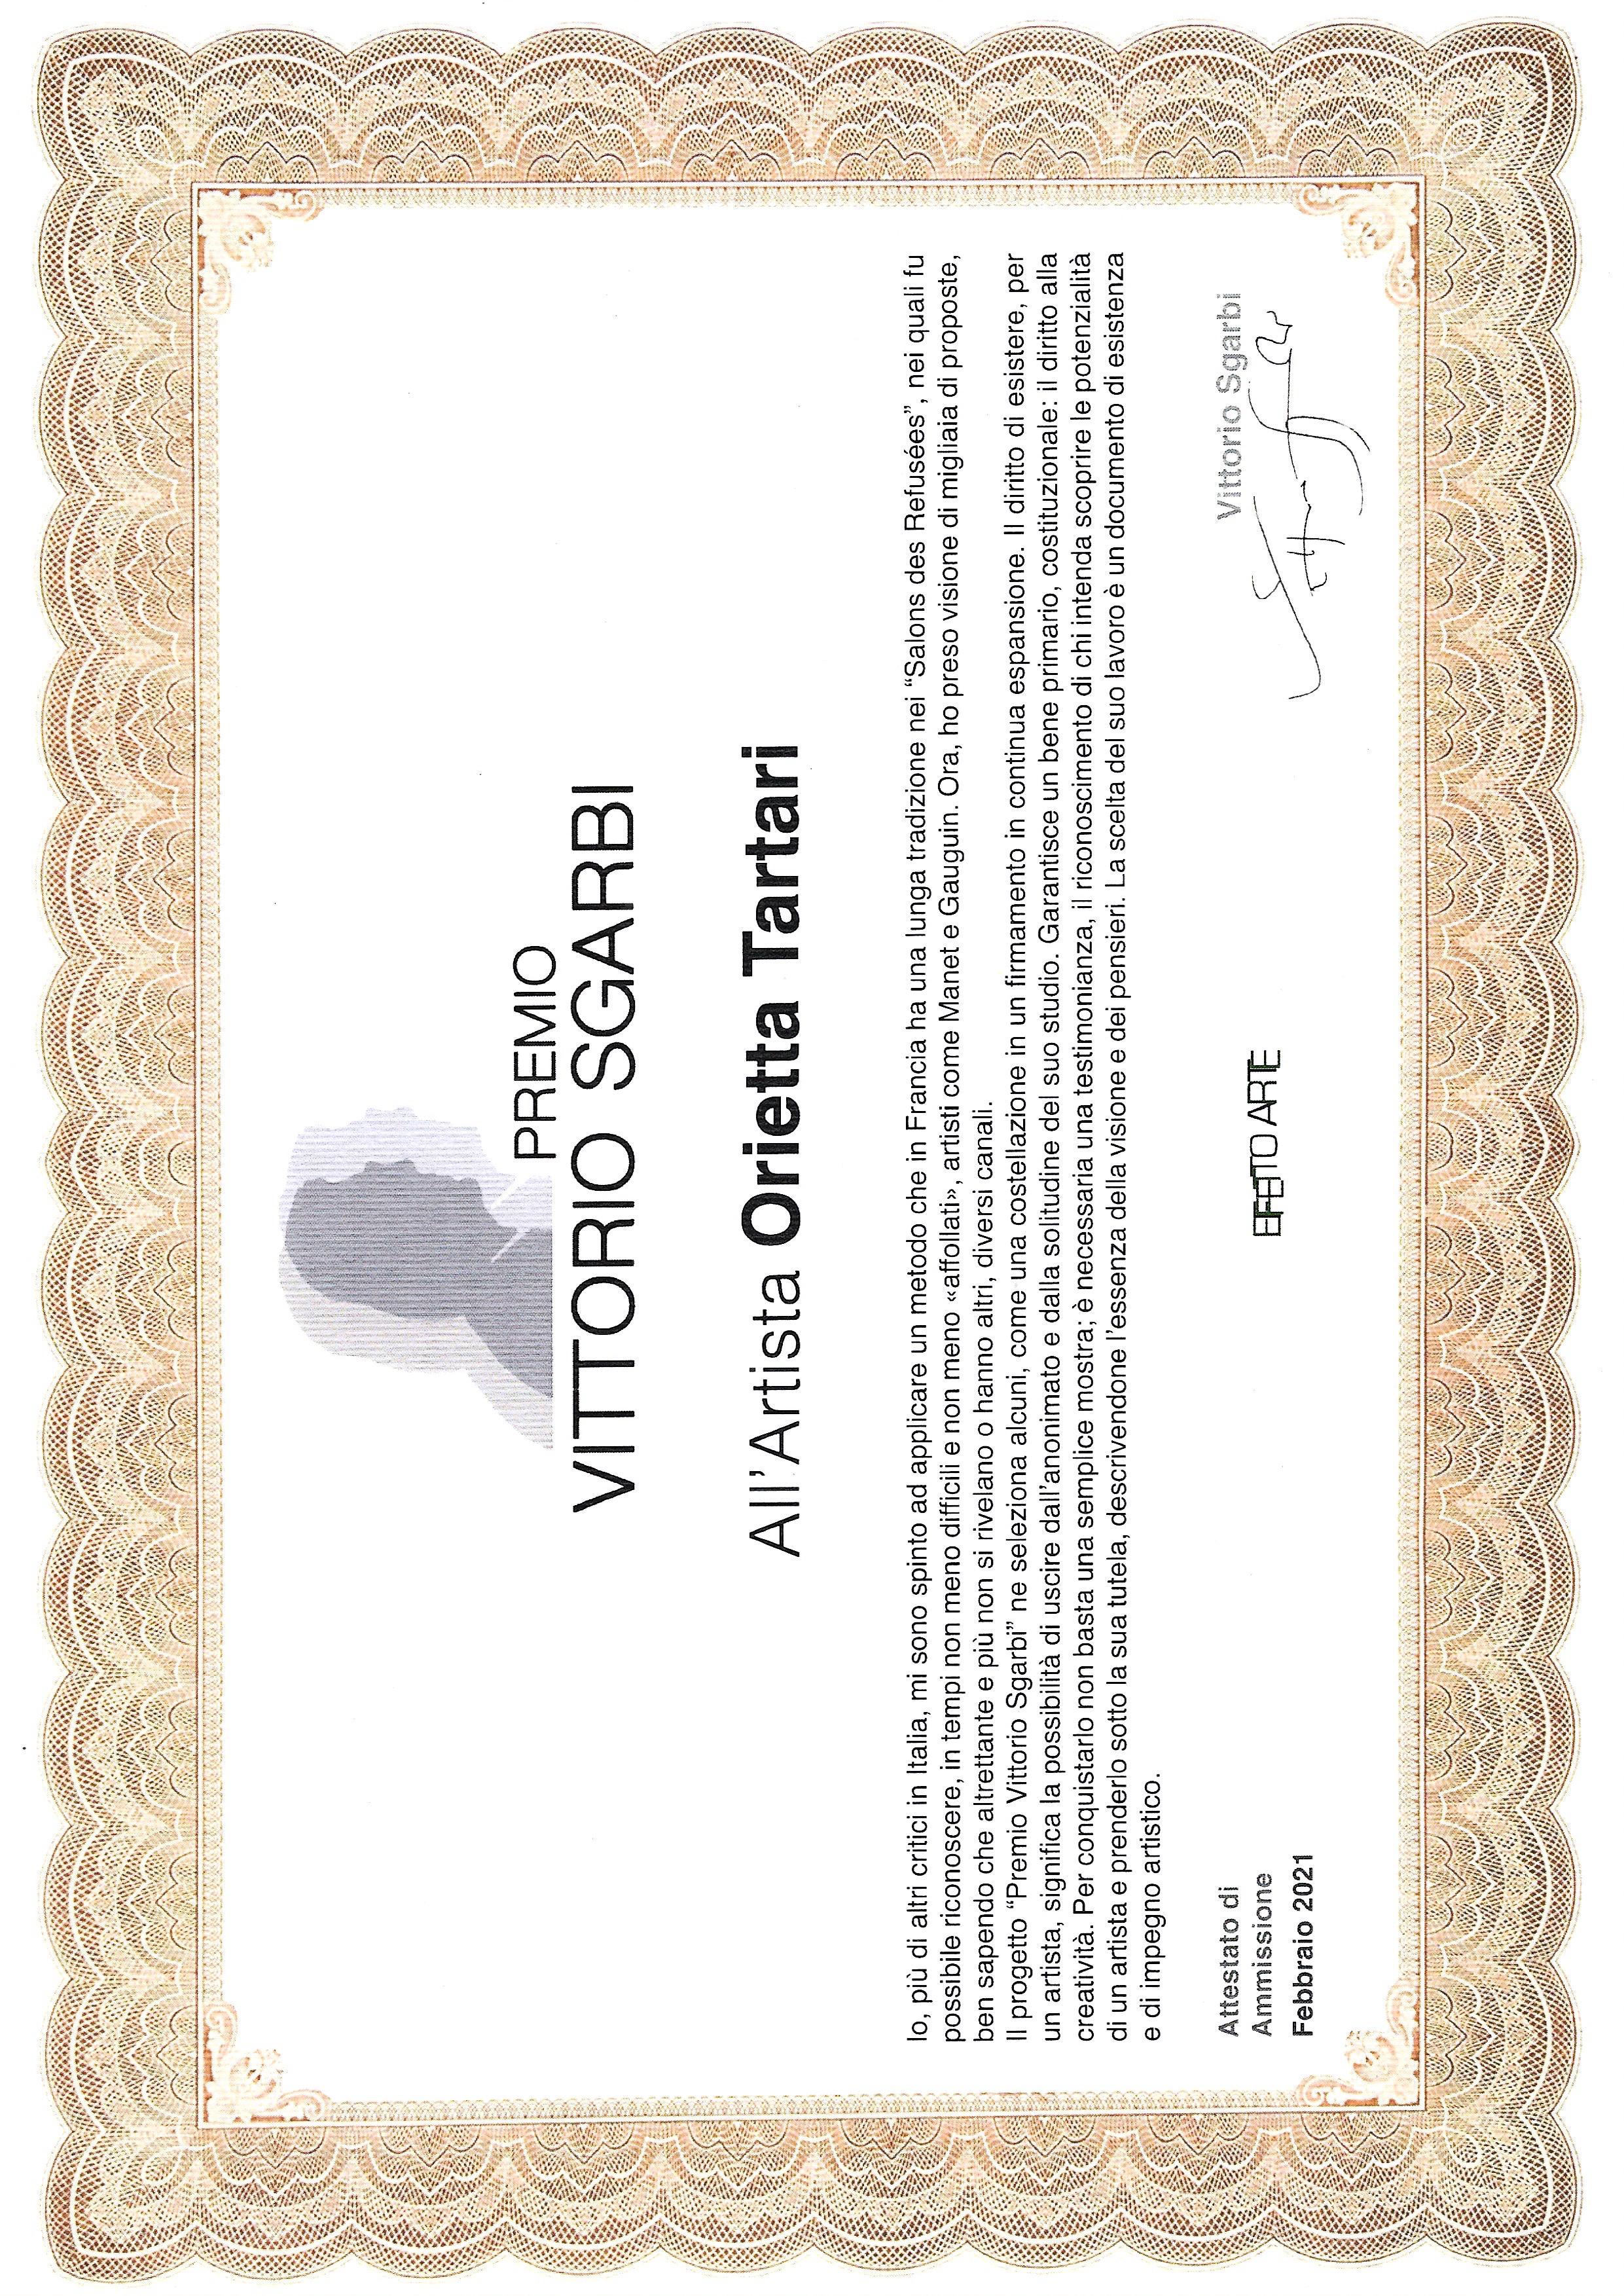 PREMIO
VITTORIO SGARBI
All'Artista Orietta Tartari
Io, più di altri critici in Italia, mi sono spinto ad applicare un metodo che in Francia ha una lunga tradizione nei “Salons des Refusées”, nei quali fu
possibile riconoscere, in tempi non meno difficili e non meno «affollati», artisti come Manet e Gauguin. Ora, ho preso visione di migliaia di proposte,
ben sapendo che altrettante e più non si rivelano o hanno altri, diversi canali.
Il progetto “Premio Vittorio Sgarbi” ne seleziona alcuni, come una costellazione in un firmamento in continua espansione. Il diritto di esistere, per
un artista, significa la possibilità di uscire dall'anonimato e dalla solitudine del suo studio. Garantisce un bene primario, costituzionale: il diritto alla
creatività. Per conquistarlo non basta una semplice mostra; è necessaria una testimonianza, il riconoscimento di chi intenda scoprire le potenzialità
di un artista e prenderlo sotto la sua tutela, descrivendone l'essenza della visione e dei pensieri. La scelta del suo lavoro è un documento di esistenza
e di impegno artistico.
Attestato di
Ammissione
Febbraio 2021
EFFETTO ARTE
Vittorio Sgarbi